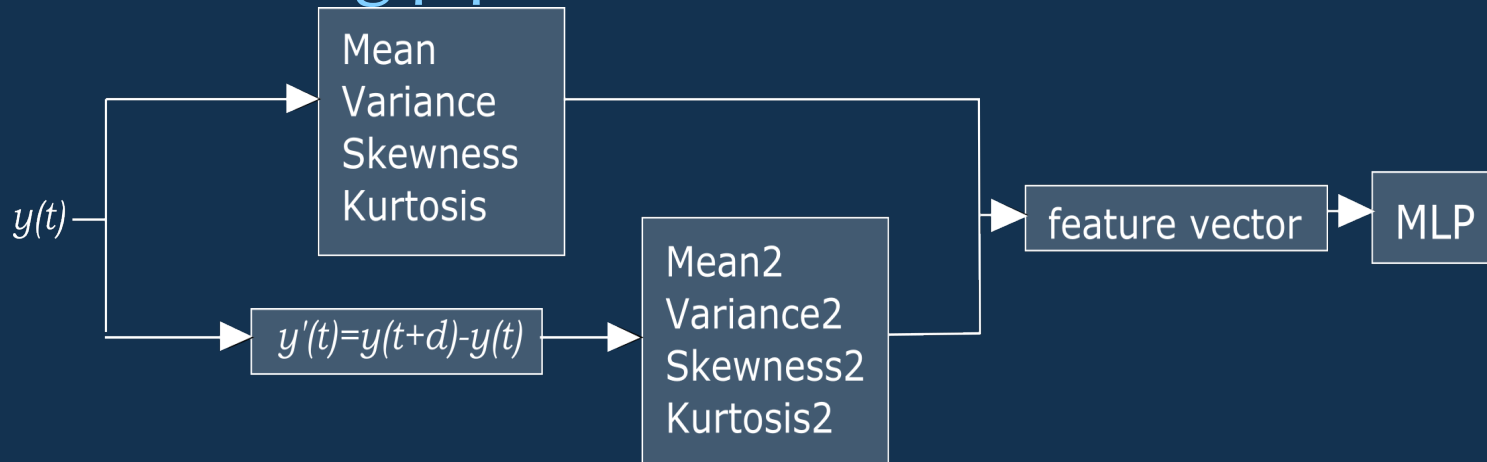 Mean
Variance
Skewness
Kurtosis
y(t)
y'(t)=y(t+d)-y(t)
Mean2
Variance2
Skewness2
Kurtosis2
feature vector
MLP